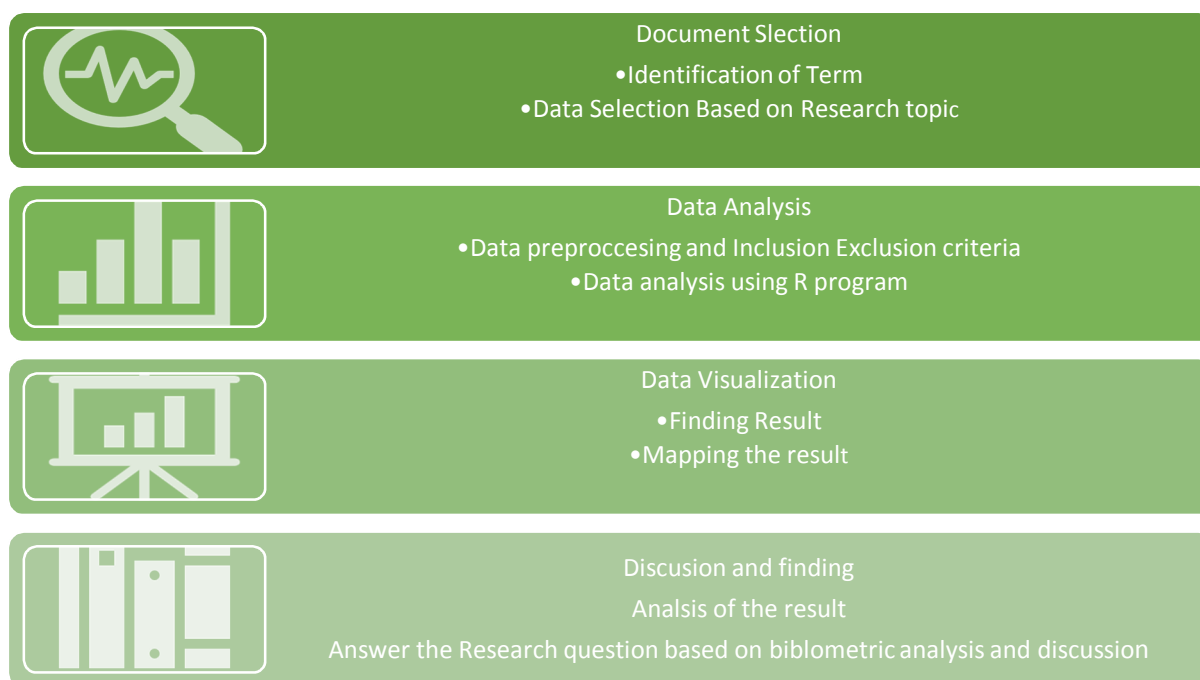 Document Slection
•Identification of Term
•Data Selection Based on Research topic
Data Analysis
•Data preproccesing and Inclusion Exclusion criteria
•Data analysis using R program
Data Visualization
•Finding Result
•Mapping the result
Discusion and finding
Analsis of the result
Answer the Research question based on biblometric analysis and discussion